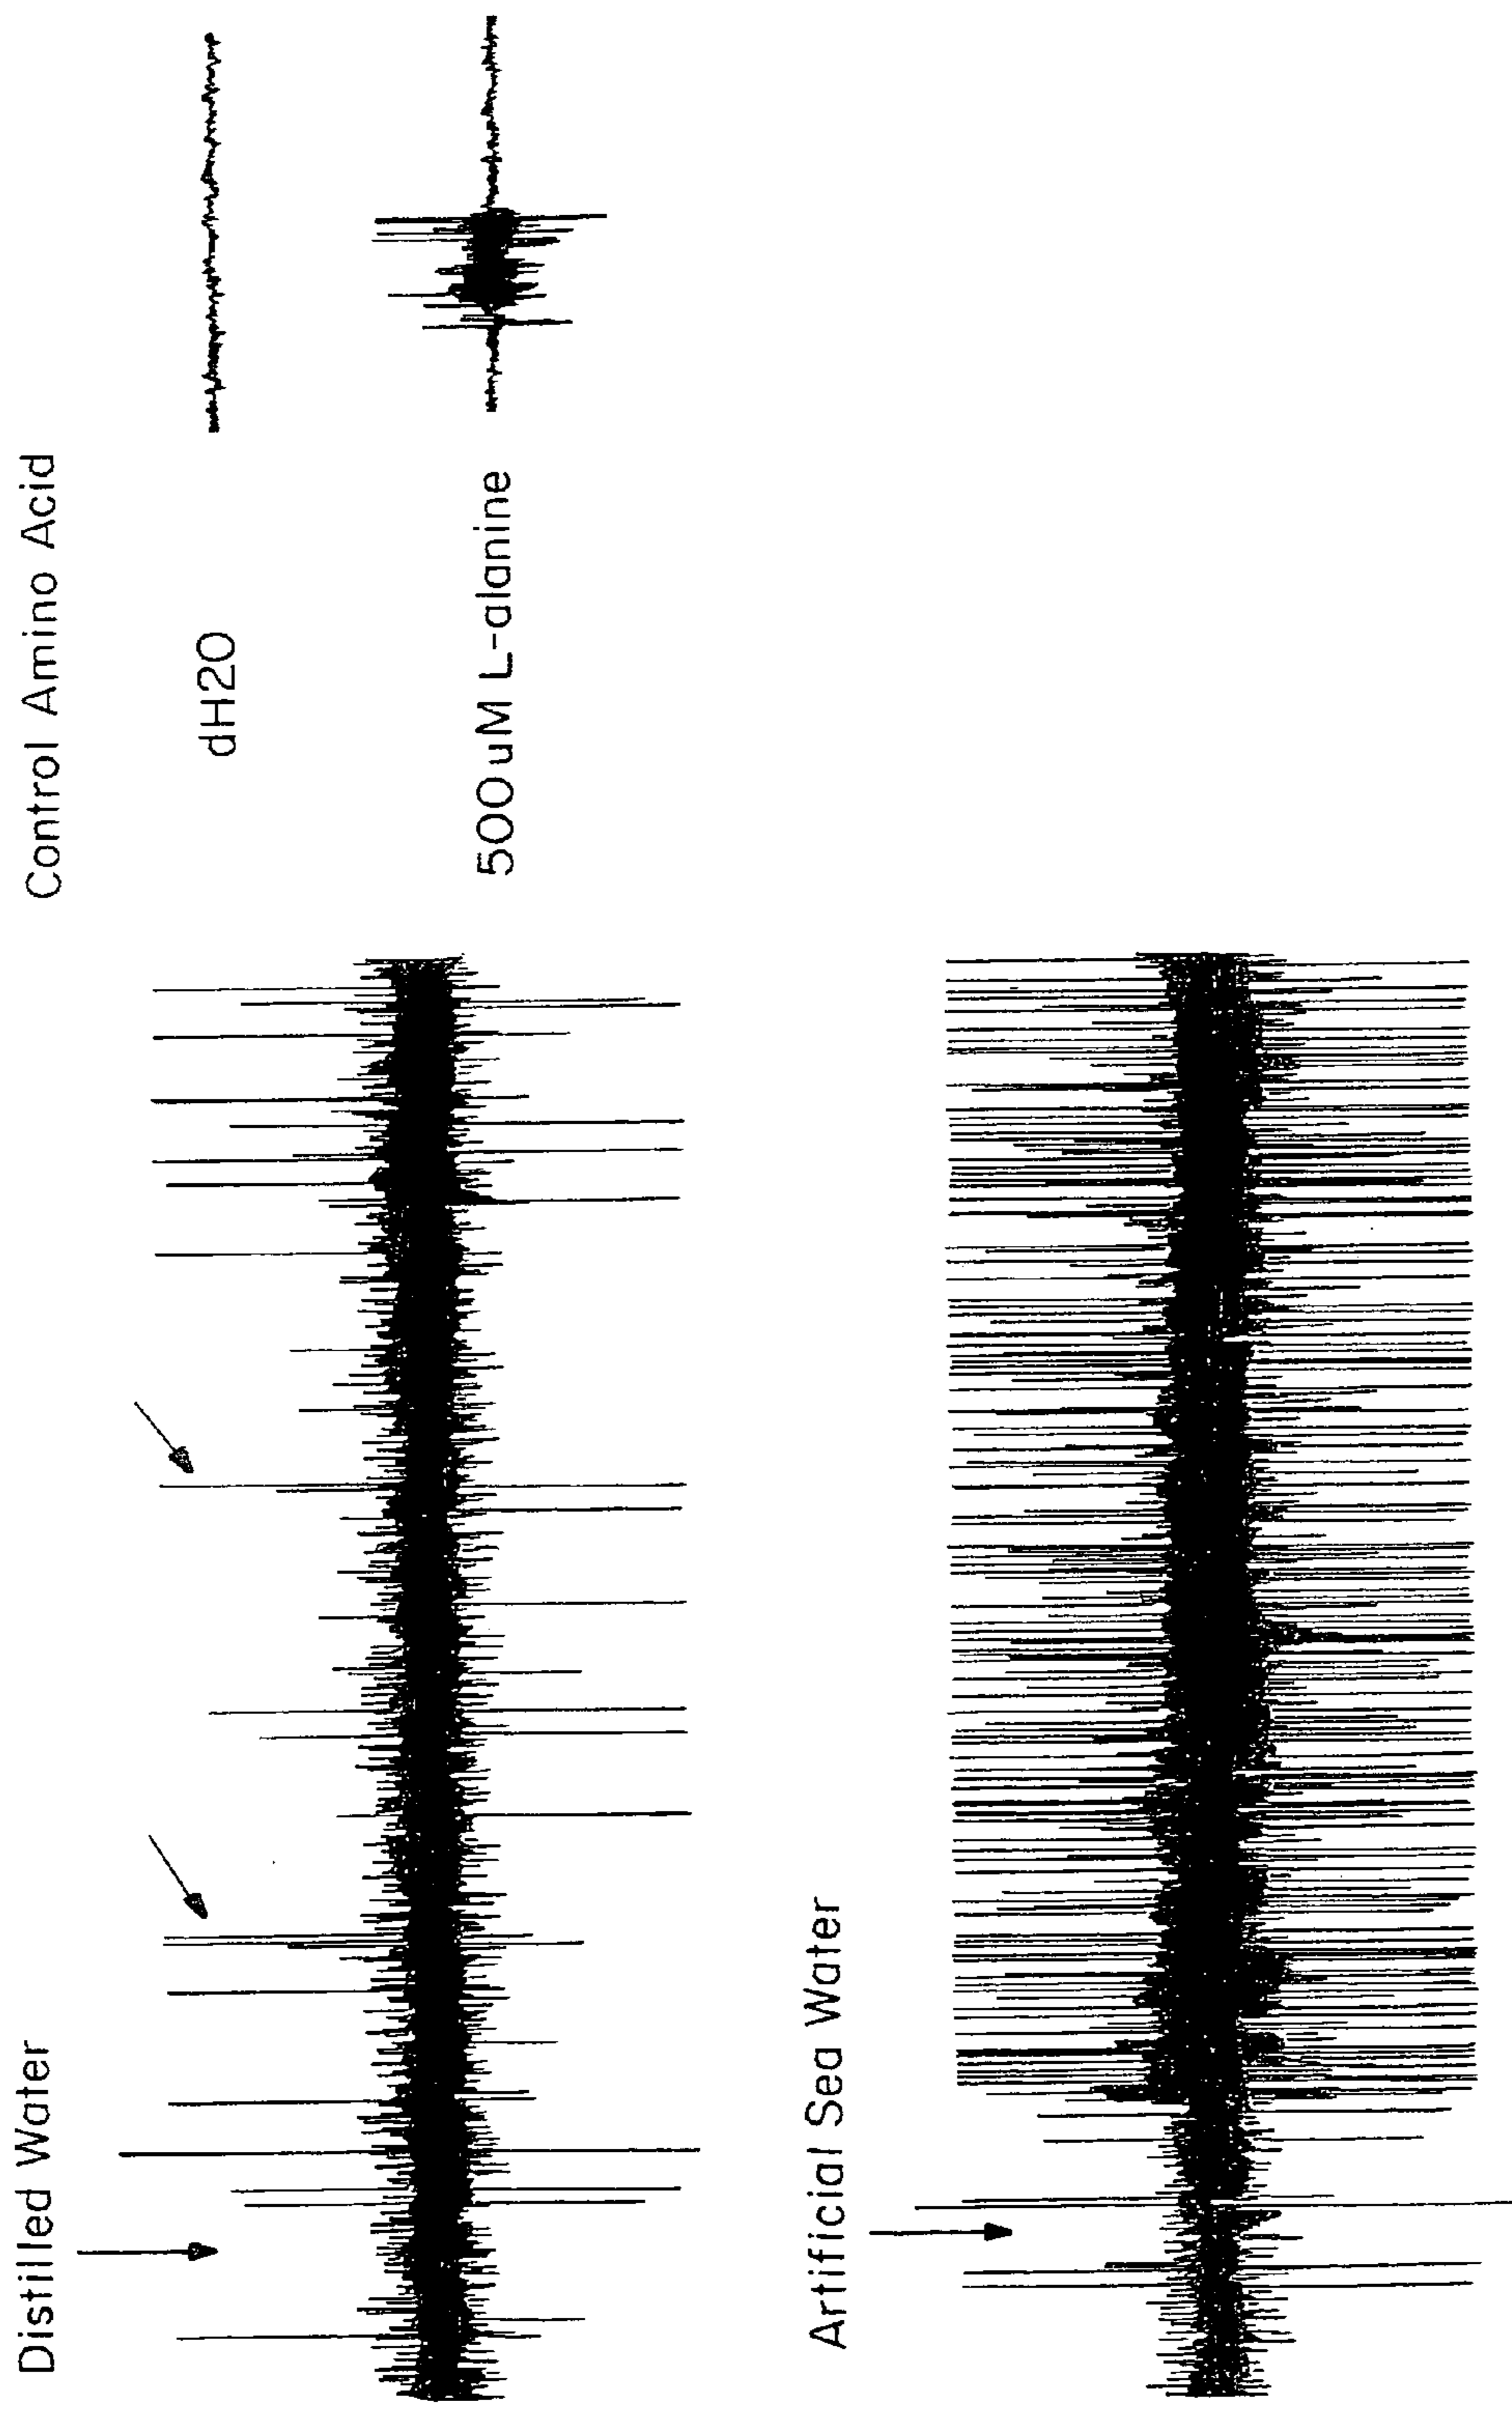 Distilled Water
Control Amino Acid
dH2O
500uM L-alanine
Artificial Sea Water